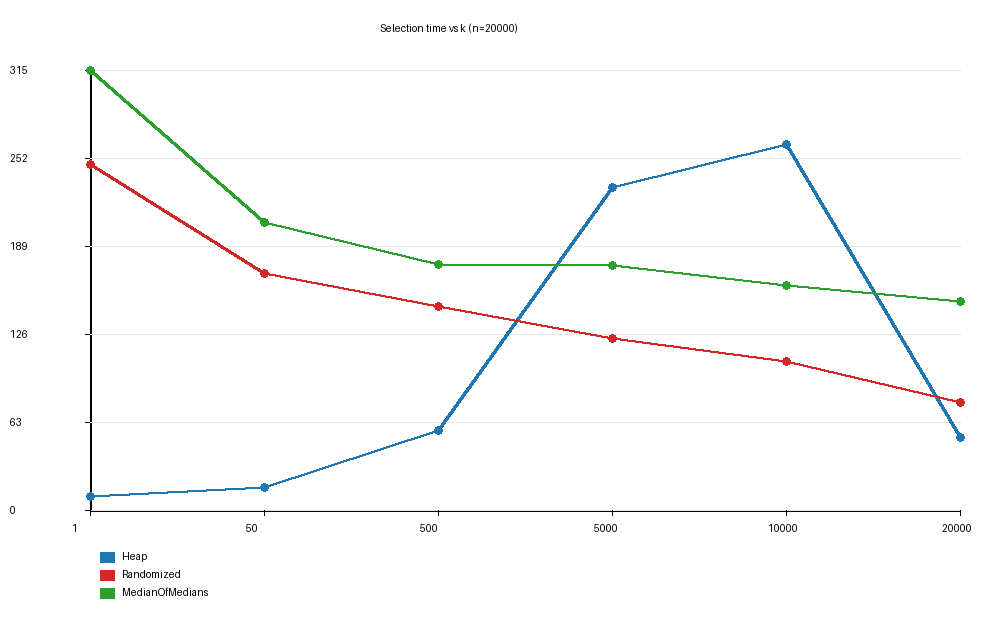 Selection time vs k (n=20000)
315
252
189
126
63
0
1 50 500 5000 10000 20000
Heap
Randomized
MedianOfMedians